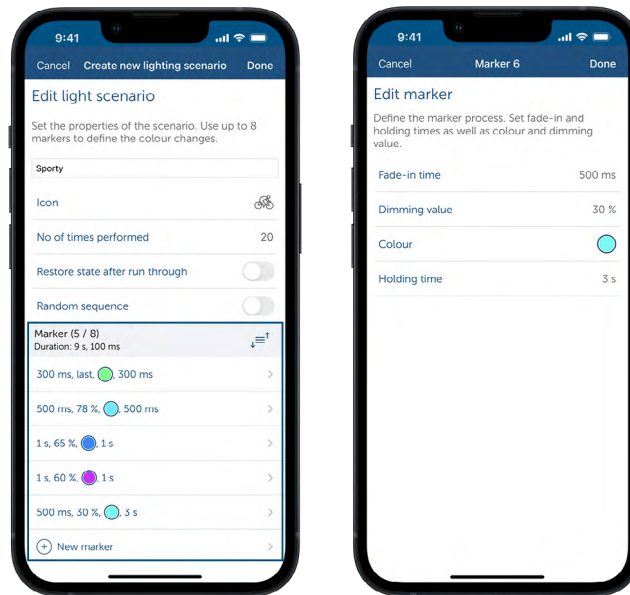 9:41
Cancel Create new lighting scenario Done
Edit light scenario
Set the properties of the scenario. Use up to 8
markers to define the colour changes.
Sporty
Icon
No of times performed 20
Restore state after run through
Random sequence
Marker (5 / 8)
Duration: 9 s, 100 ms
300 ms, last, , 300 ms
500 ms, 78 %, , 500 ms
1 s, 65 %, , 1 s
1 s, 60 %, , 1 s
500 ms, 30 %, , 3 s
New marker
9:41
Cancel Marker 6 Done
Edit marker
Define the marker process. Set fade-in and
holding times as well as colour and dimming
value.
Fade-in time 500 ms
Dimming value 30 %
Colour
Holding time 3 s